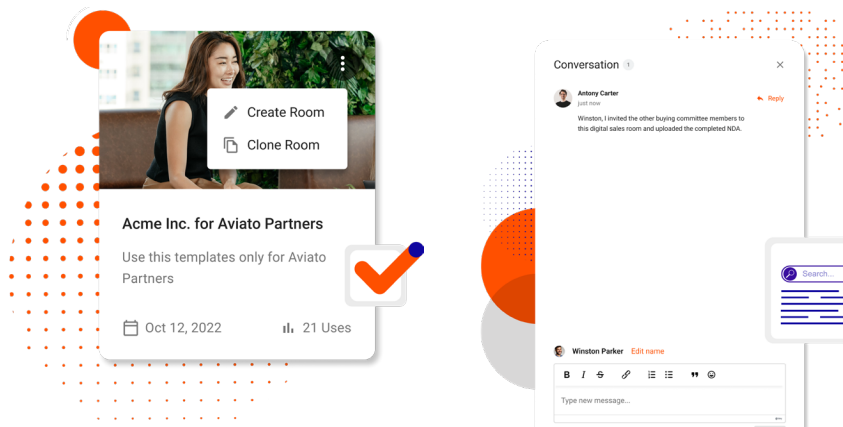 Create Room
Clone Room
Acme Inc. for Aviato Partners
Use this templates only for Aviato
Partners
Oct 12, 2022
21 Uses
Conversation 1
Antony Carter
just now
Reply
Winston, I invited the other buying committee members to
this digital sales room and uploaded the completed NDA.
Search...
Winston Parker Edit name
B I S
Type new message...